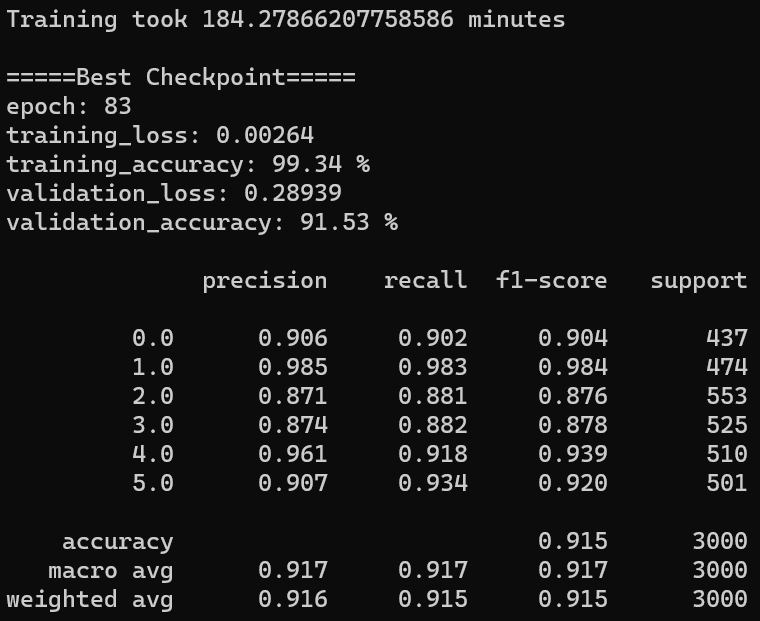 Training took 184.27866207758586 minutes
=====Best Checkpoint=====
epoch: 83
training_loss: 0.00264
training_accuracy: 99.34 %
validation_loss: 0.28939
validation_accuracy: 91.53 %
precision recall f1-score support
0.0 0.906 0.902 0.904 437
1.0 0.985 0.983 0.984 474
2.0 0.871 0.881 0.876 553
3.0 0.874 0.882 0.878 525
4.0 0.961 0.918 0.939 510
5.0 0.907 0.934 0.920 501
accuracy 0.915 3000
macro avg 0.917 0.917 0.917 3000
weighted avg 0.916 0.915 0.915 3000